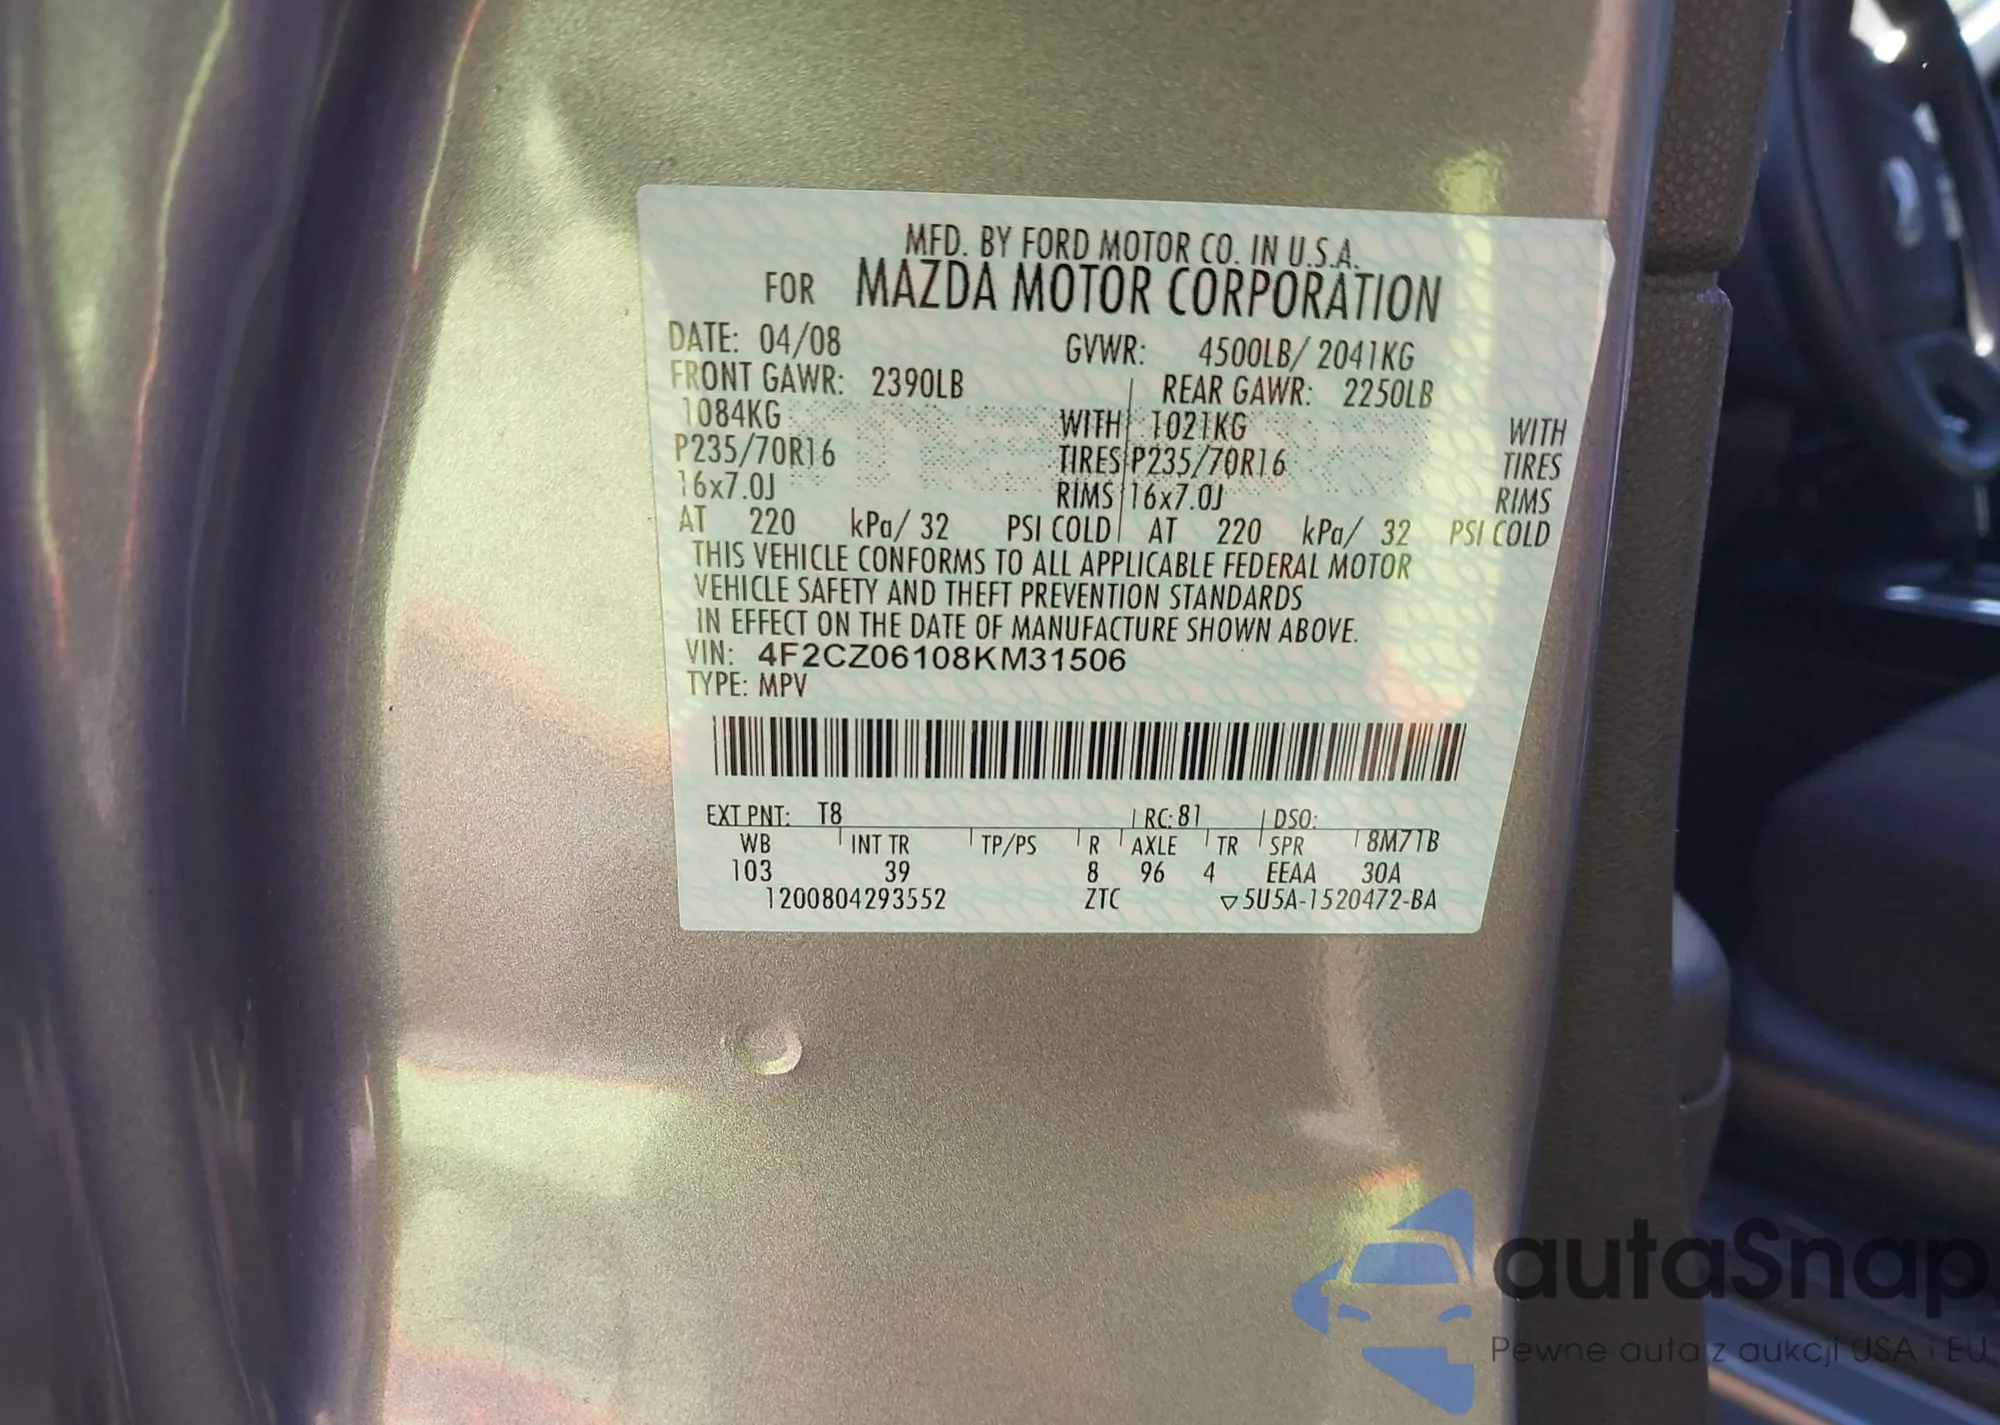 MFD. BY FORD MOTOR CO. IN U.S.A.
FOR MAZDA MOTOR CORPORATION
DATE: 04/08 GVWR: 4500LB/ 2041KG
FRONT GAWR: 2390LB REAR GAWR: 2250LB
1084KG WITH 1021KG WITH
P235/70R16 TIRES P235/70R16 TIRES
16x7.0J RIMS 16x7.0J RIMS
AT 220 kPa/ 32 PSI COLD AT 220 kPa/ 32 PSI COLD
THIS VEHICLE CONFORMS TO ALL APPLICABLE FEDERAL MOTOR
VEHICLE SAFETY AND THEFT PREVENTION STANDARDS
IN EFFECT ON THE DATE OF MANUFACTURE SHOWN ABOVE.
VIN: 4F2CZ06108KM31506
TYPE: MPV
EXT PNT: T8 RC: 81 DSO:
WB INT TR TP/PS R AXLE TR SPR 8M71B
103 39 8 96 4 EEAA 30A
1200804293552 ZTC ▽5U5A-1520472-BA
autaSnap
Pewne auta z aukcji USA i EU